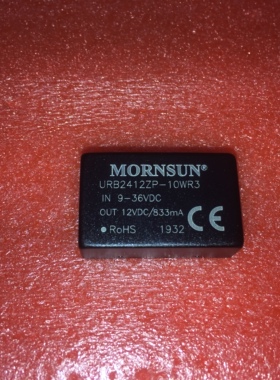 MORNSUN®
URB2412ZP-10WR3
IN 9-36VDC
OUT 12VDC/833mA
CE
RoHS 1932